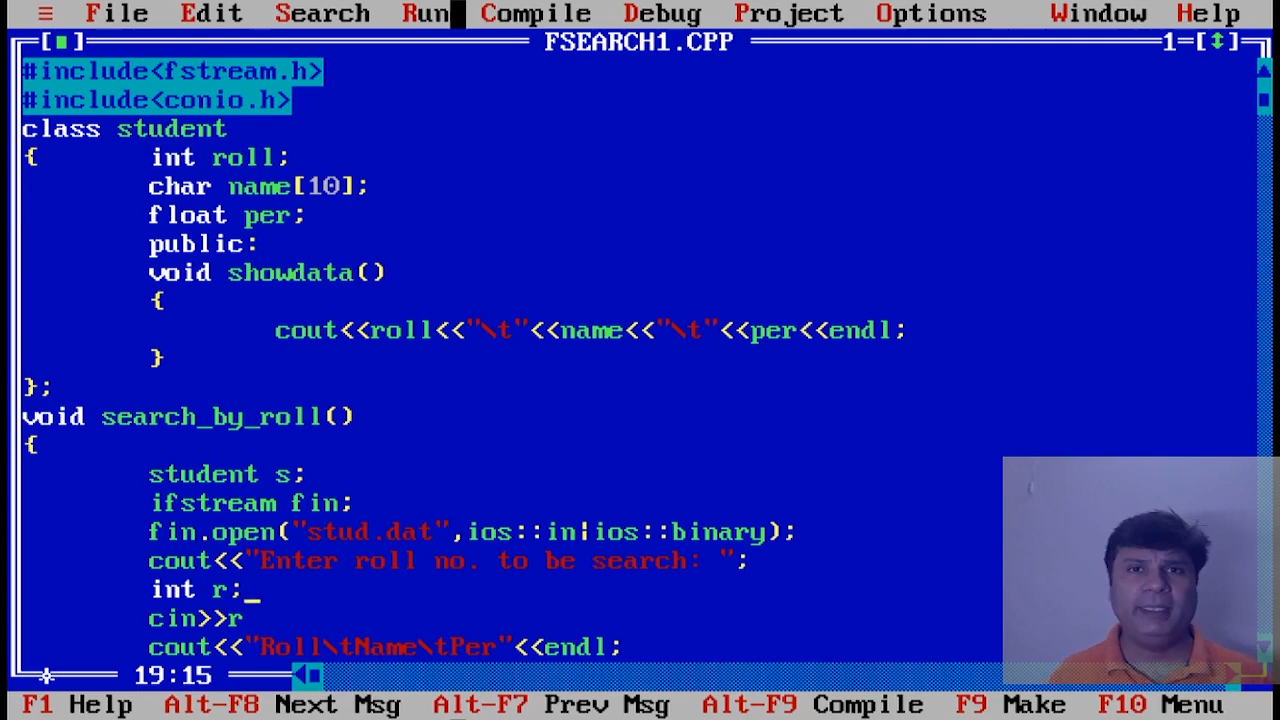 ≡ File Edit Search Run Compile Debug Project Options Window Help
[■] FSEARCH1.CPP 1=[↕]
#include<fstream.h>
#include<conio.h>
class student
{ int roll;
char name[10];
float per;
public:
void showdata()
{
cout<<roll<<"\t"<<name<<"\t"<<per<<endl;
}
};
void search_by_roll()
{
student s;
ifstream fin;
fin.open("stud.dat",ios::in|ios::binary);
cout<<"Enter roll no. to be search: ";
int r;_
cin>>r
cout<<"Roll\tName\tPer"<<endl;
19:15
F1 Help Alt-F8 Next Msg Alt-F7 Prev Msg Alt-F9 Compile F9 Make F10 Menu